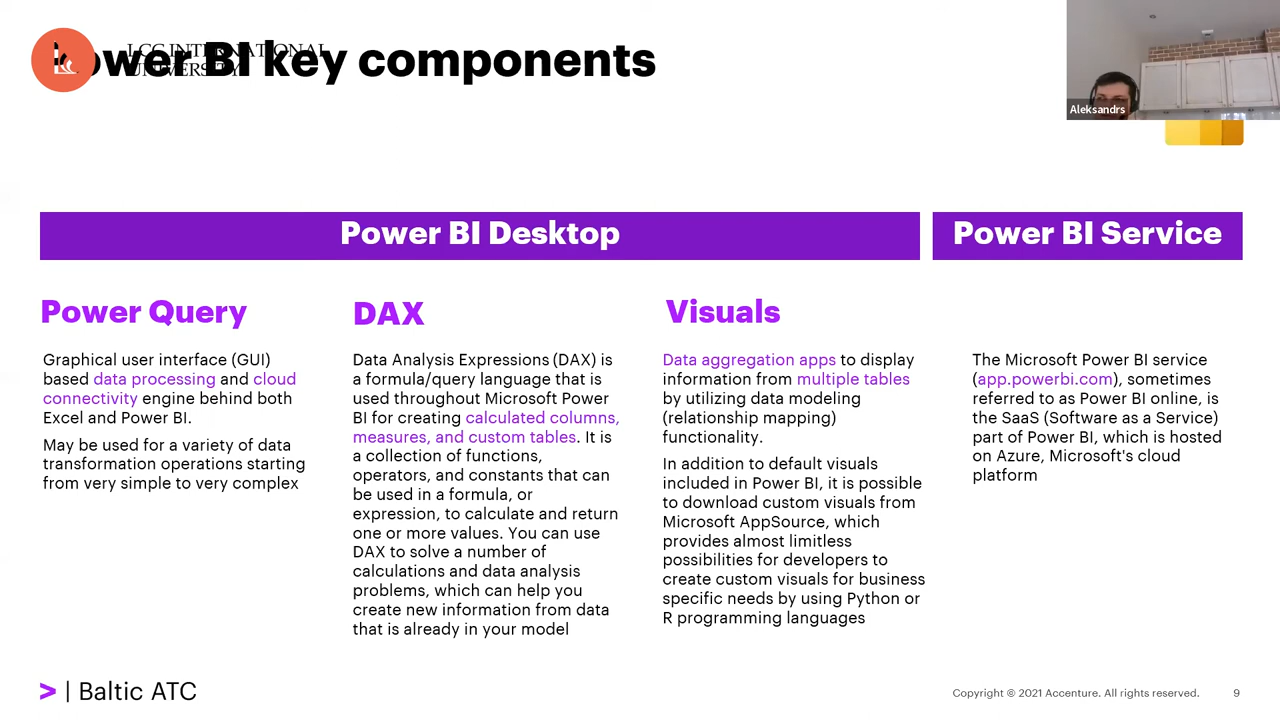 Power BI key components
LCC INTERNATIONAL
UNIVERSITY
Aleksandrs
Power BI Desktop
Power BI Service
Power Query
Graphical user interface (GUI)
based data processing and cloud
connectivity engine behind both
Excel and Power BI.
May be used for a variety of data
transformation operations starting
from very simple to very complex
DAX
Data Analysis Expressions (DAX) is
a formula/query language that is
used throughout Microsoft Power
BI for creating calculated columns,
measures, and custom tables. It is
a collection of functions,
operators, and constants that can
be used in a formula, or
expression, to calculate and return
one or more values. You can use
DAX to solve a number of
calculations and data analysis
problems, which can help you
create new information from data
that is already in your model
Visuals
Data aggregation apps to display
information from multiple tables
by utilizing data modeling
(relationship mapping)
functionality.
In addition to default visuals
included in Power BI, it is possible
to download custom visuals from
Microsoft AppSource, which
provides almost limitless
possibilities for developers to
create custom visuals for business
specific needs by using Python or
R programming languages
The Microsoft Power BI service
(app.powerbi.com), sometimes
referred to as Power BI online, is
the SaaS (Software as a Service)
part of Power BI, which is hosted
on Azure, Microsoft's cloud
platform
> | Baltic ATC
Copyright © 2021 Accenture. All rights reserved. 9